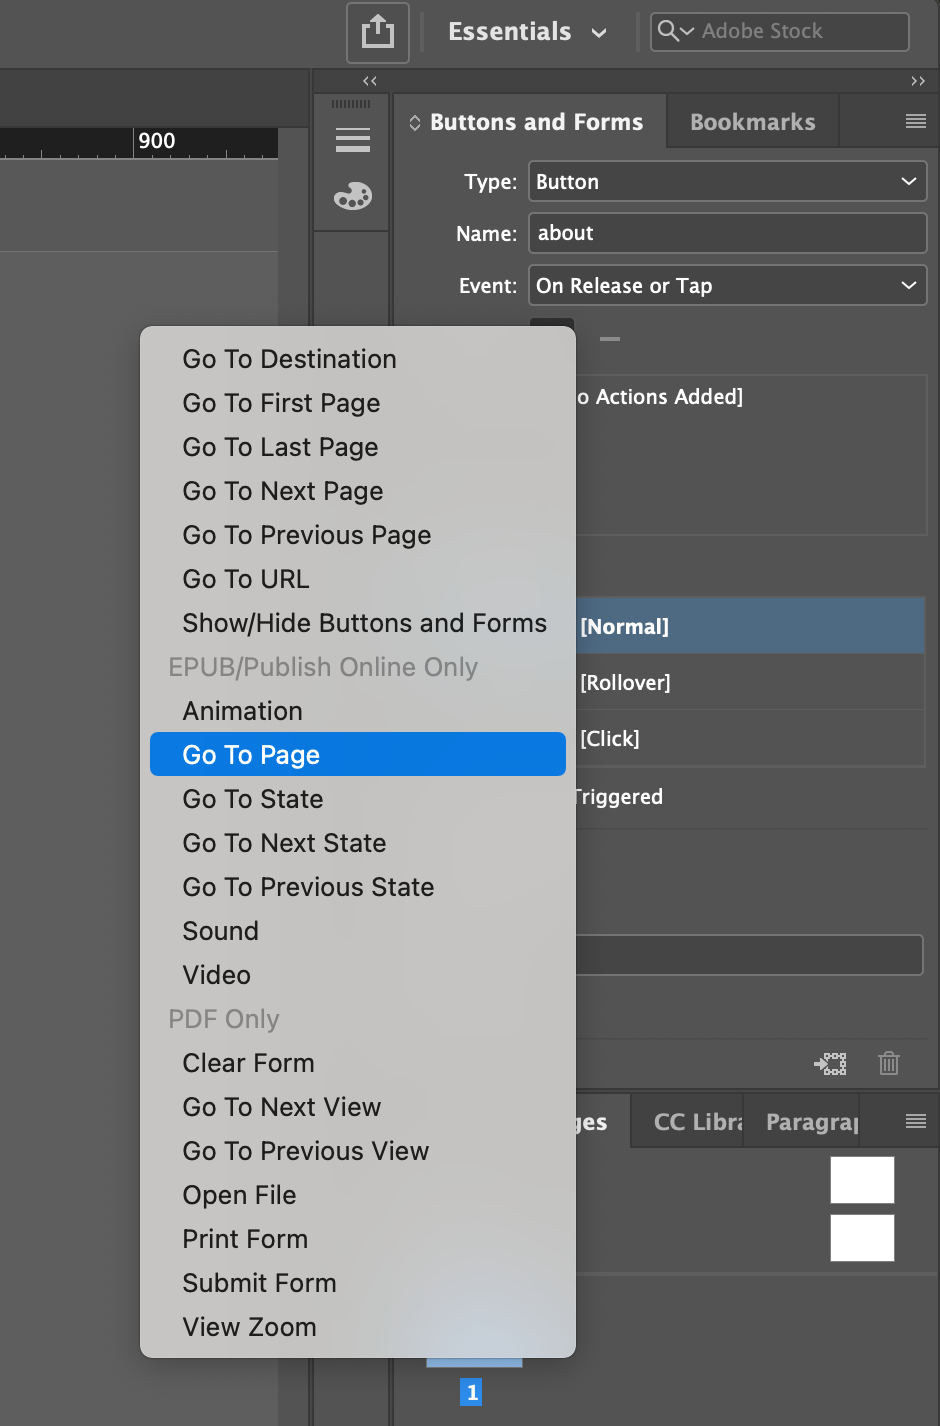 Essentials
Adobe Stock
Buttons and Forms
Bookmarks
900
Type:
Button
Name:
about
Event:
On Release or Tap
o Actions Added]
[Normal]
[Rollover]
[Click]
Triggered
Go To Destination
Go To First Page
Go To Last Page
Go To Next Page
Go To Previous Page
Go To URL
Show/Hide Buttons and Forms
EPUB/Publish Online Only
Animation
Go To Page
Go To State
Go To Next State
Go To Previous State
Sound
Video
PDF Only
Clear Form
Go To Next View
Go To Previous View
Open File
Print Form
Submit Form
View Zoom
ges
CC Libra
Paragrap
1